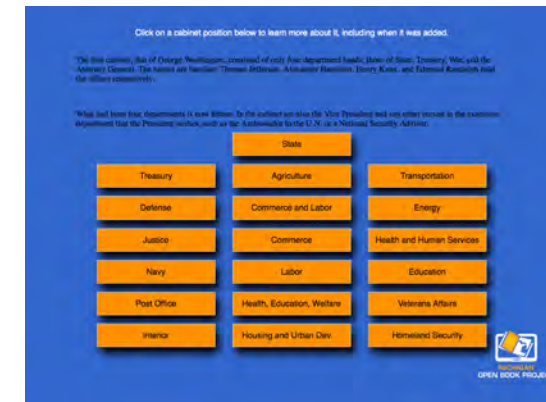 Click on a cabinet position below to learn more about it, including when it was added.
The first cabinet, that of George Washington, consisted of only four department heads; those of State, Treasury, War, and the
Attorney General. The names are familiar: Thomas Jefferson, Alexander Hamilton, Henry Knox, and Edmund Randolph held
the offices respectively.
What had been four departments is now fifteen. In the cabinet are also the Vice President and any other person in the executive
department that the President wishes, such as the Ambassador to the U.N. or a National Security Advisor.
State
Treasury
Agriculture
Transportation
Defense
Commerce and Labor
Energy
Justice
Commerce
Health and Human Services
Navy
Labor
Education
Post Office
Health, Education, Welfare
Veterans Affairs
Interior
Housing and Urban Dev.
Homeland Security
MICHIGAN
OPEN BOOK PROJE